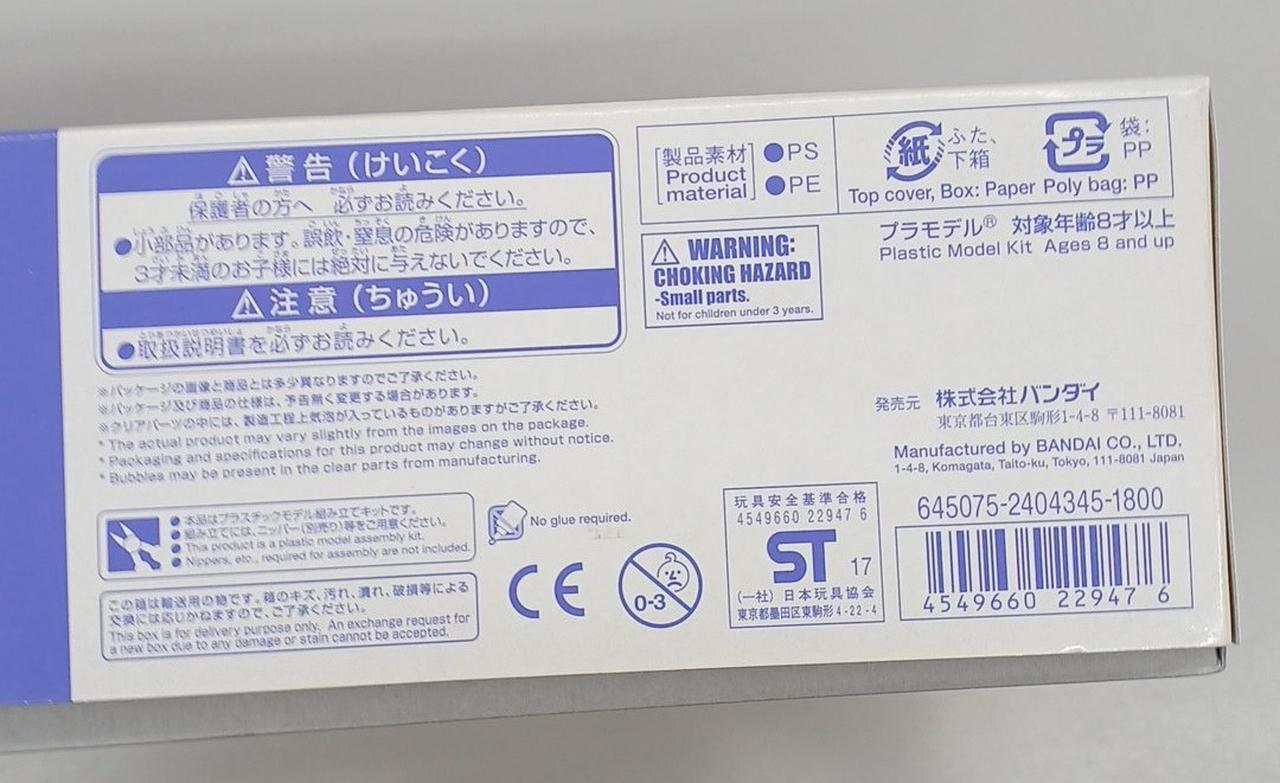 警告（けいこく）
保護者の方へ 必ずお読みください。
●小部品があります。誤飲・窒息の危険がありますので、
3才未満のお子様には絶対に与えないでください。
注意（ちゅうい）
●取扱説明書を必ずお読みください。
※パッケージの画像と商品とは多少異なりますのでご了承ください。
※パッケージ及び商品の仕様は、予告無く変更する場合があります。
※クリアパーツの中には、製造工程上気泡が入っているものがありますがご了承ください。
* The actual product may vary slightly from the images on the package.
* Packaging and specifications for this product may change without notice.
* Bubbles may be present in the clear parts from manufacturing.
●本品はプラスチックモデル組み立てキットです。
●組み立てには、ニッパー（別売り）等をご用意ください。
●This product is a plastic model assembly kit.
●Nippers, etc., required for assembly are not included.
No glue required.
この箱は輸送用の物です。箱のキズ、汚れ、潰れ、破損等による
交換には応じかねますので、ご了承ください。
This box is for delivery purpose only. An exchange request for
a new box due to any damage or stain cannot be accepted.
CE
0-3
製品素材
Product
material
●PS
●PE
紙
ふた、
下箱
プラ
袋：
PP
Top cover, Box: Paper Poly bag: PP
WARNING:
CHOKING HAZARD
-Small parts.
Not for children under 3 years.
プラモデル® 対象年齢8才以上
Plastic Model Kit Ages 8 and up
発売元 株式会社バンダイ
東京都台東区駒形1-4-8 〒111-8081
Manufactured by BANDAI CO., LTD.
1-4-8, Komagata, Taito-ku, Tokyo, 111-8081 Japan
玩具安全基準合格
4549660 22947 6
ST 17
（一社）日本玩具協会
東京都墨田区東駒形4-22-4
645075-2404345-1800
4549660 22947 6